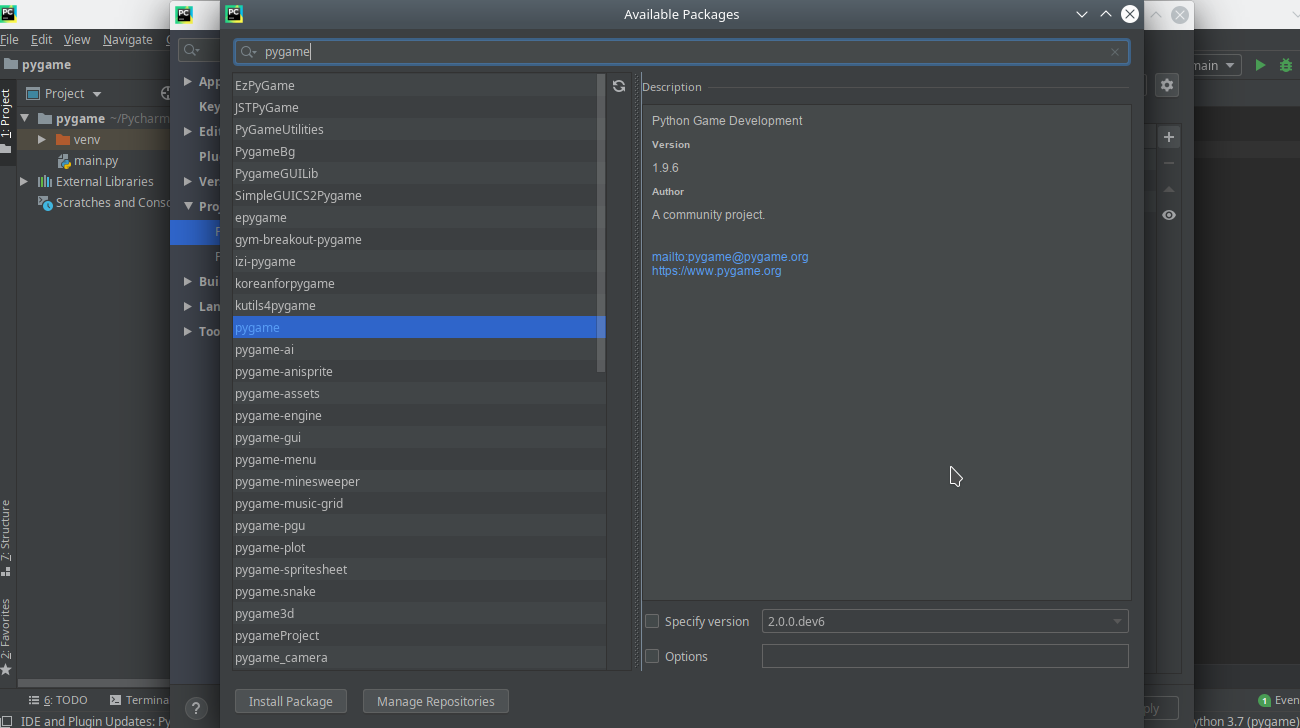 Available Packages
File Edit View Navigate
pygame
pygame
Project
pygame ~/Pycharm
venv
main.py
External Libraries
Scratches and Consc
1: Project
7: Structure
2: Favorites
App
Key
Edit
Plu
Ver
Proj
Bui
Lan
Too
EzPyGame
JSTPyGame
PyGameUtilities
PygameBg
PygameGUILib
SimpleGUICS2Pygame
epygame
gym-breakout-pygame
izi-pygame
koreanforpygame
kutils4pygame
pygame
pygame-ai
pygame-anisprite
pygame-assets
pygame-engine
pygame-gui
pygame-menu
pygame-minesweeper
pygame-music-grid
pygame-pgu
pygame-plot
pygame-spritesheet
pygame.snake
pygame3d
pygameProject
pygame_camera
Description
Python Game Development
Version
1.9.6
Author
A community project.
mailto:pygame@pygame.org
https://www.pygame.org
Specify version 2.0.0.dev6
Options
Install Package Manage Repositories
main
ply
6: TODO Termina
1 Even
IDE and Plugin Updates: Py
ython 3.7 (pygame)